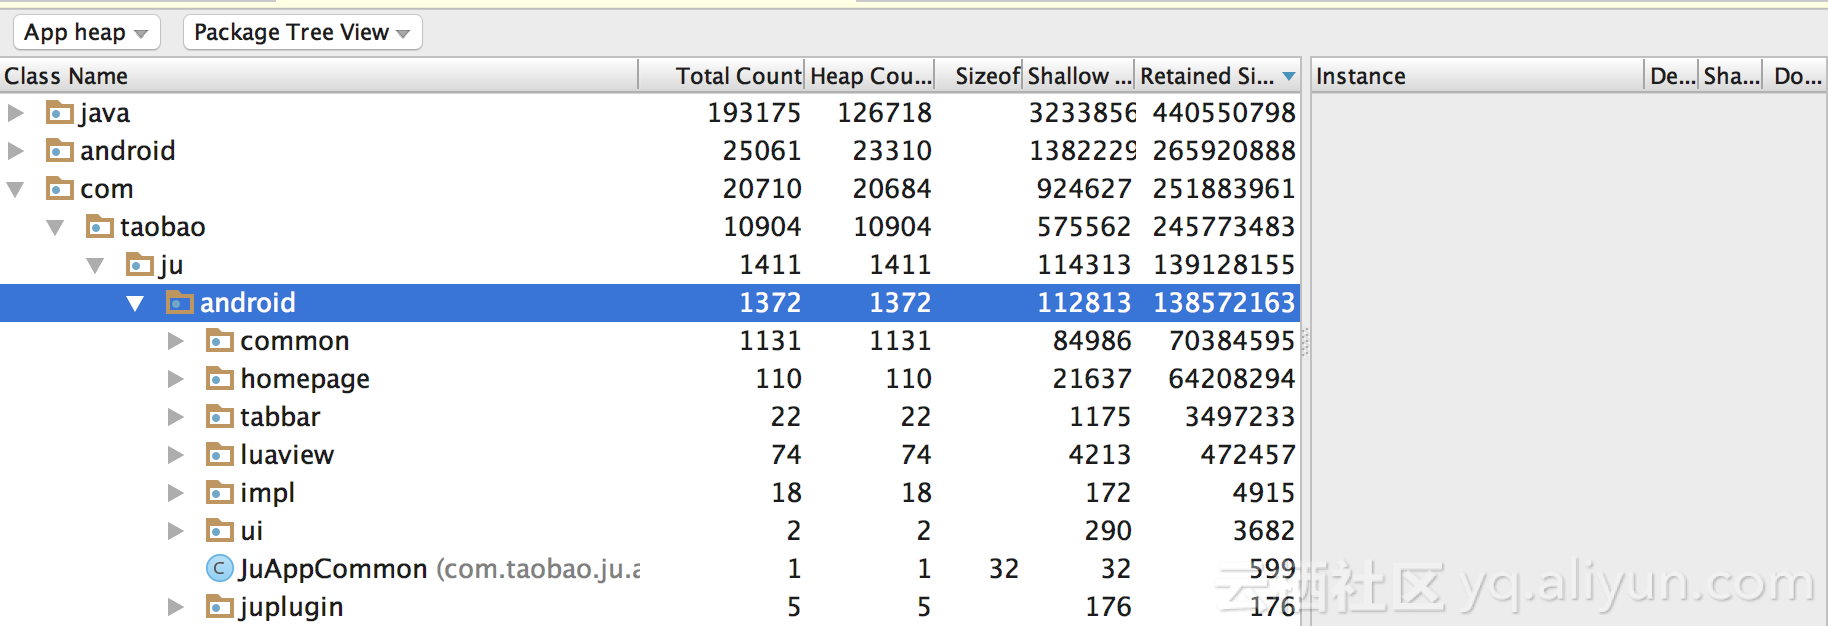 App heap Package Tree View
Class Name Total Count Heap Cou... Sizeof Shallow ... Retained Si... Instance De... Sha... Do...
java 193175 126718 3233856 440550798
android 25061 23310 1382229 265920888
com 20710 20684 924627 251883961
taobao 10904 10904 575562 245773483
ju 1411 1411 114313 139128155
android 1372 1372 112813 138572163
common 1131 1131 84986 70384595
homepage 110 110 21637 64208294
tabbar 22 22 1175 3497233
luaview 74 74 4213 472457
impl 18 18 172 4915
ui 2 2 290 3682
C JuAppCommon (com.taobao.ju.a 1 1 32 32 599
juplugin 5 5 176 176
云栖社区 yq.aliyun.com